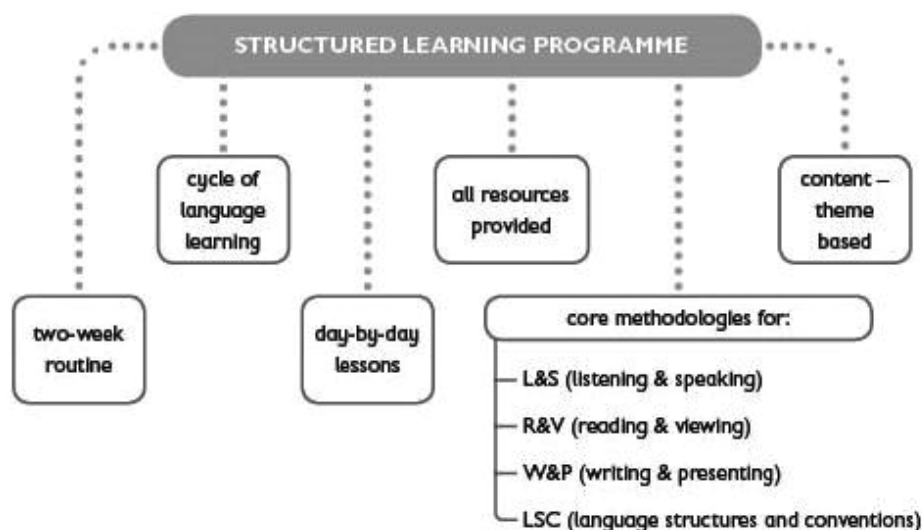 STRUCTURED LEARNING PROGRAMME
cycle of
language
learning
all resources
provided
content –
theme
based
two-week
routine
day-by-day
lessons
core methodologies for:
L&S (listening & speaking)
R&V (reading & viewing)
W&P (writing & presenting)
LSC (language structures and conventions)